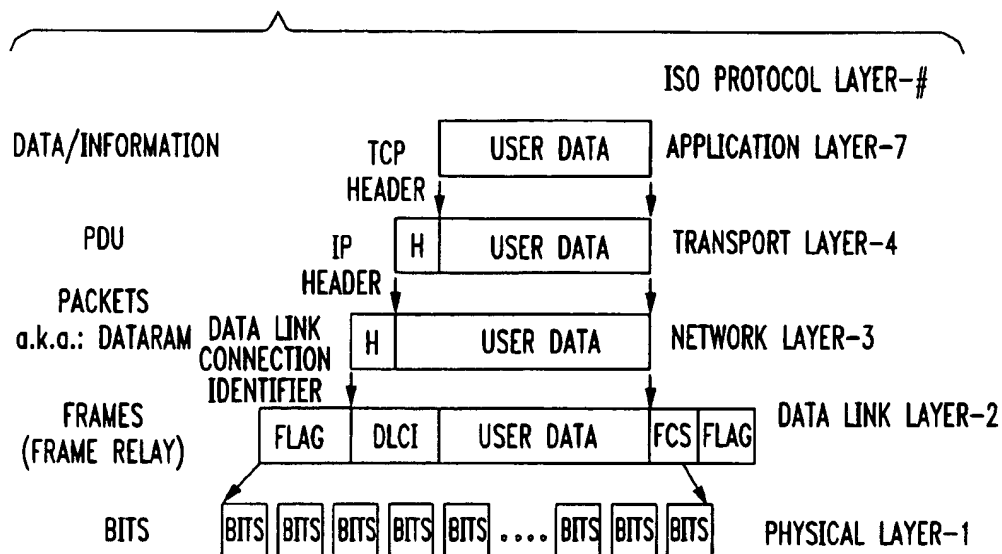 ISO PROTOCOL LAYER-#
DATA/INFORMATION
TCP
HEADER
USER DATA
APPLICATION LAYER-7
PDU
IP
HEADER
H
USER DATA
TRANSPORT LAYER-4
PACKETS
a.k.a.: DATARAM
DATA LINK
CONNECTION
IDENTIFIER
H
USER DATA
NETWORK LAYER-3
FRAMES
(FRAME RELAY)
FLAG
DLCI
USER DATA
FCS
FLAG
DATA LINK LAYER-2
BITS
BITS BITS BITS BITS BITS .... BITS BITS BITS
PHYSICAL LAYER-1